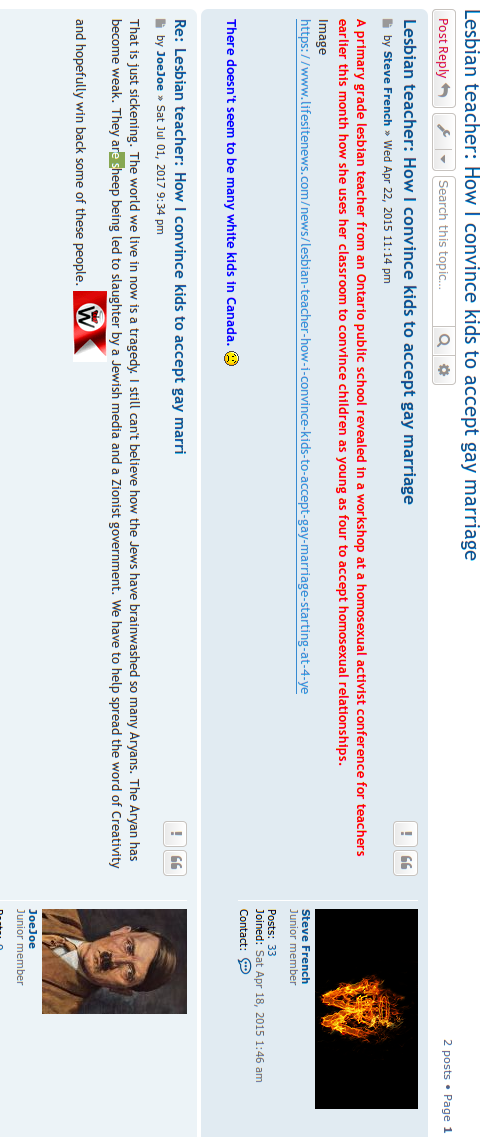 Lesbian teacher: How I convince kids to accept gay marriage
Post Reply
Search this topic...
2 posts • Page 1
Lesbian teacher: How I convince kids to accept gay marriage
by Steve French » Wed Apr 22, 2015 11:14 pm
A primary grade lesbian teacher from an Ontario public school revealed in a workshop at a homosexual activist conference for teachers
earlier this month how she uses her classroom to convince children as young as four to accept homosexual relationships.
Image
https://www.lifesitenews.com/news/lesbian-teacher-how-i-convince-kids-to-accept-gay-marriage-starting-at-4-ye
There doesn't seem to be many white kids in Canada.
Steve French
Junior member
Posts: 33
Joined: Sat Apr 18, 2015 1:46 am
Contact:
Re: Lesbian teacher: How I convince kids to accept gay marri
by JoeJoe » Sat Jul 01, 2017 9:34 pm
That is just sickening. The world we live in now is a tragedy. I still can't believe how the Jews have brainwashed so many Aryans. The Aryan has
become weak. They are sheep being led to slaughter by a Jewish media and a Zionist government. We have to help spread the word of Creativity
and hopefully win back some of these people.
W
JoeJoe
Junior member